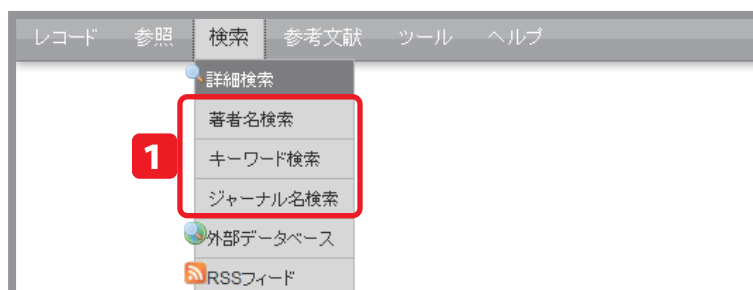 レコード 参照 検索 参考文献 ツール ヘルプ
詳細検索
著者名検索
1
キーワード検索
ジャーナル名検索
外部データベース
RSSフィード